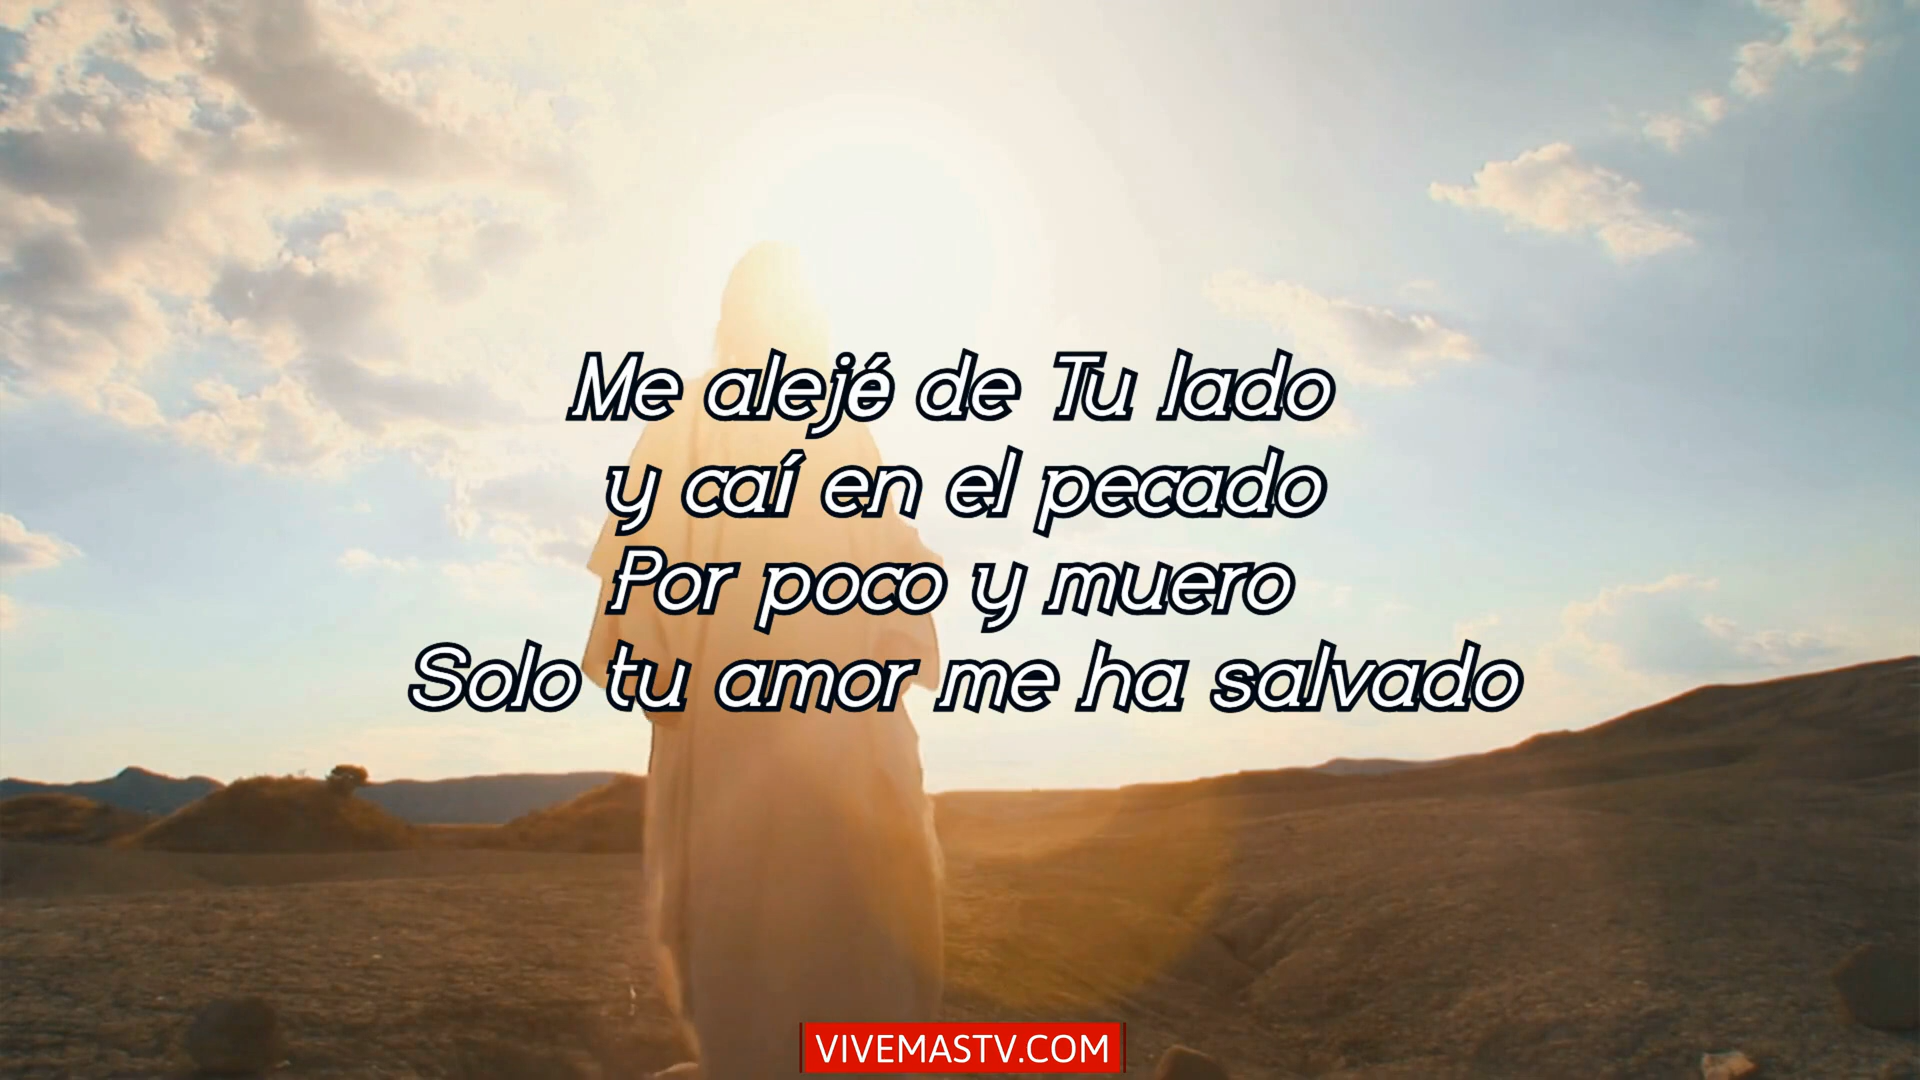 Me alejé de Tu lado
y caí en el pecado
Por poco y muero
Solo tu amor me ha salvado
VIVEMASTV.COM